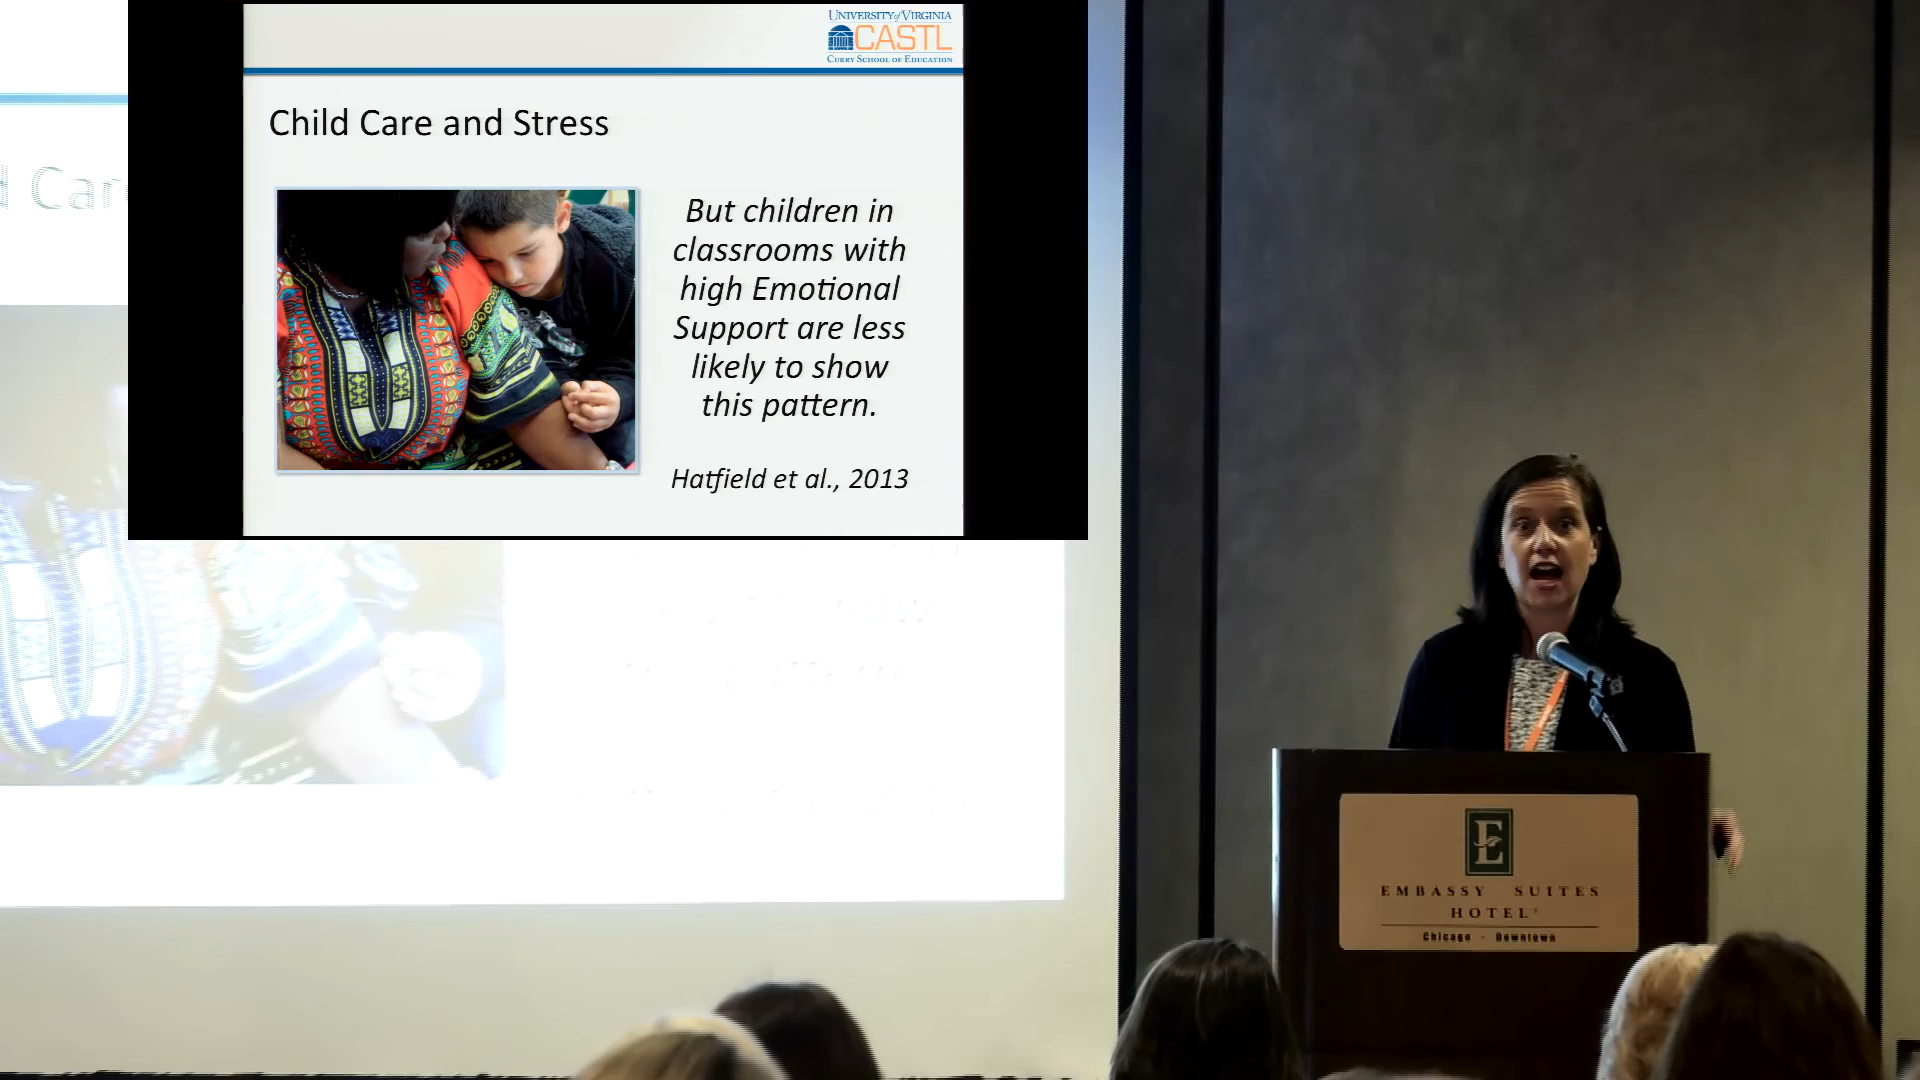 UNIVERSITY of VIRGINIA
CASTL
CURRY SCHOOL OF EDUCATION
Child Care and Stress
But children in
classrooms with
high Emotional
Support are less
likely to show
this pattern.
Hatfield et al., 2013
d Car
E
EMBASSY SUITES
HOTEL
Chicago - Downtown